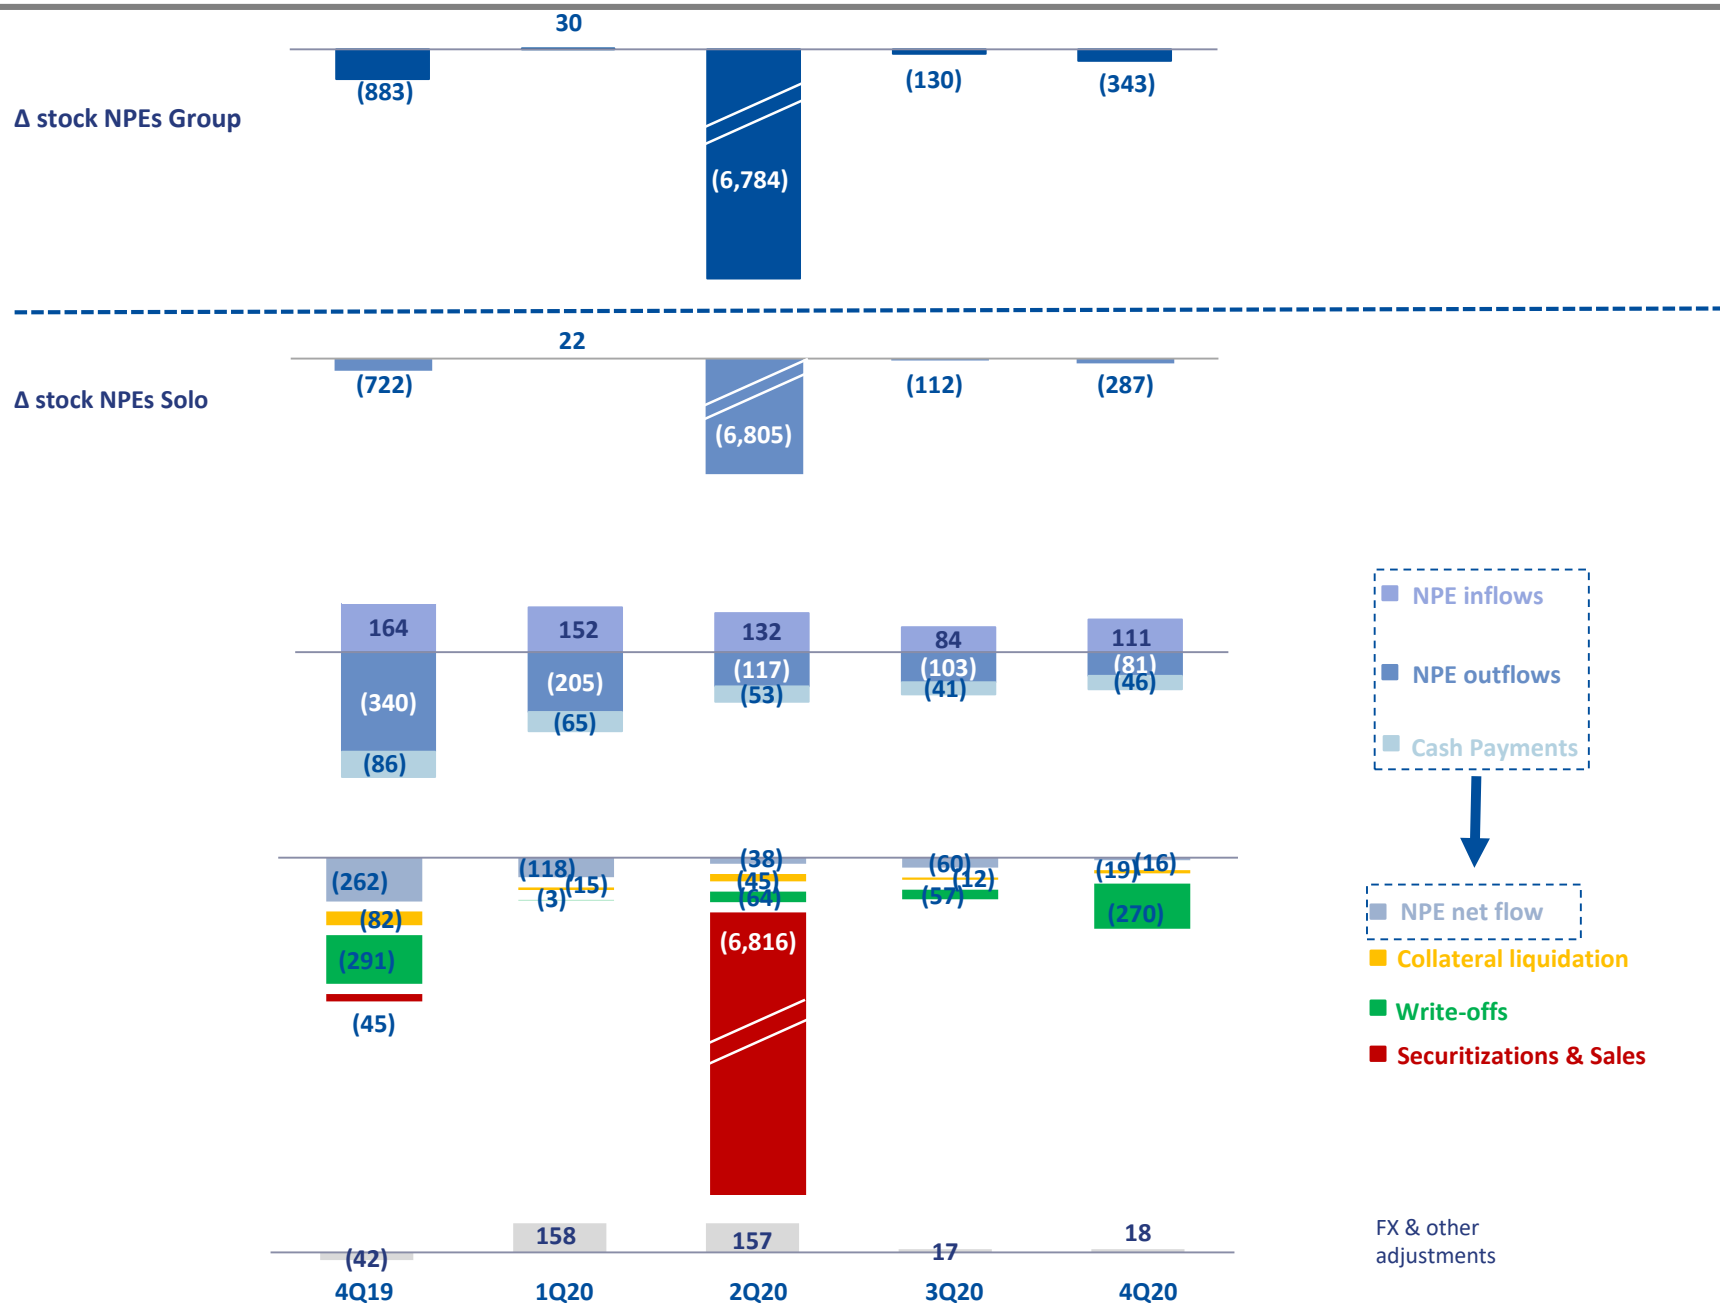 30
(883)
(130)
(343)
Δ stock NPEs Group
(6,784)
22
(722)
(112)
(287)
Δ stock NPEs Solo
(6,805)
NPE inflows
164
152
132
84
111
(340)
(205)
(117)
(103)
(81)
NPE outflows
(86)
(65)
(53)
(41)
(46)
Cash Payments
(262)
(118)
(38)
(60)
(19)
(16)
(82)
(15)
(45)
(12)
(3)
(64)
(57)
(291)
(270)
(6,816)
(45)
NPE net flow
Collateral liquidation
Write-offs
Securitizations & Sales
(42)
158
157
17
18
FX & other
adjustments
4Q19
1Q20
2Q20
3Q20
4Q20